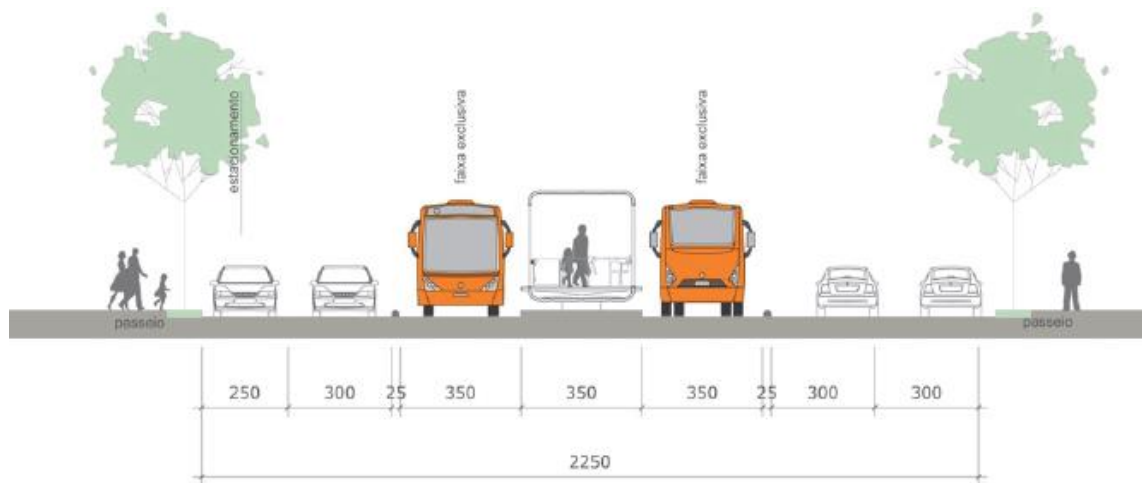 estacionamento
faixa exclusiva
faixa exclusiva
passeio
passeio
250 300 25 350 350 350 25 300 300
2250